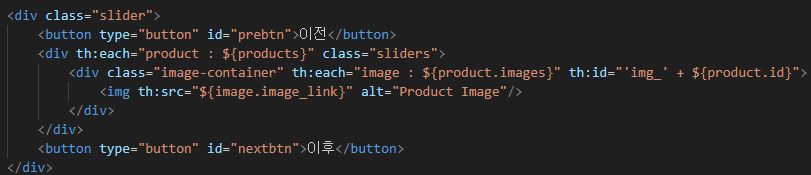 <div class="slider">
    <button type="button" id="prebtn">이전</button>
    <div th:each="product : ${products}" class="sliders">
        <div class="image-container" th:each="image : ${product.images}" th:id="'img_' + ${product.id}">
            <img th:src="${image.image_link}" alt="Product Image"/>
        </div>
    </div>
    <button type="button" id="nextbtn">이후</button>
</div>